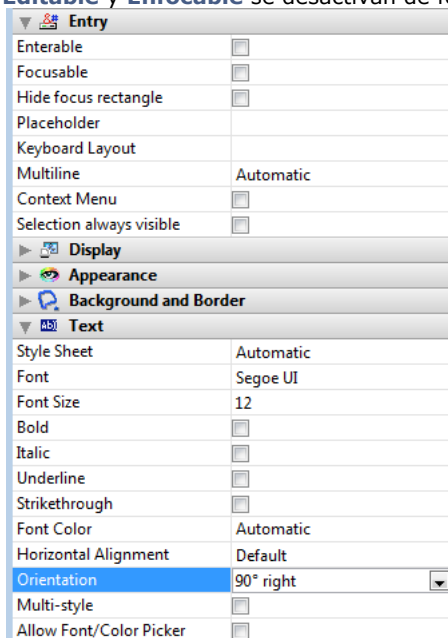 Editable y Enfocable se desactivan de f
Entry
Enterable
Focusable
Hide focus rectangle
Placeholder
Keyboard Layout
Multiline Automatic
Context Menu
Selection always visible
Display
Appearance
Background and Border
Text
Style Sheet Automatic
Font Segoe UI
Font Size 12
Bold
Italic
Underline
Strikethrough
Font Color Automatic
Horizontal Alignment Default
Orientation 90° right
Multi-style
Allow Font/Color Picker